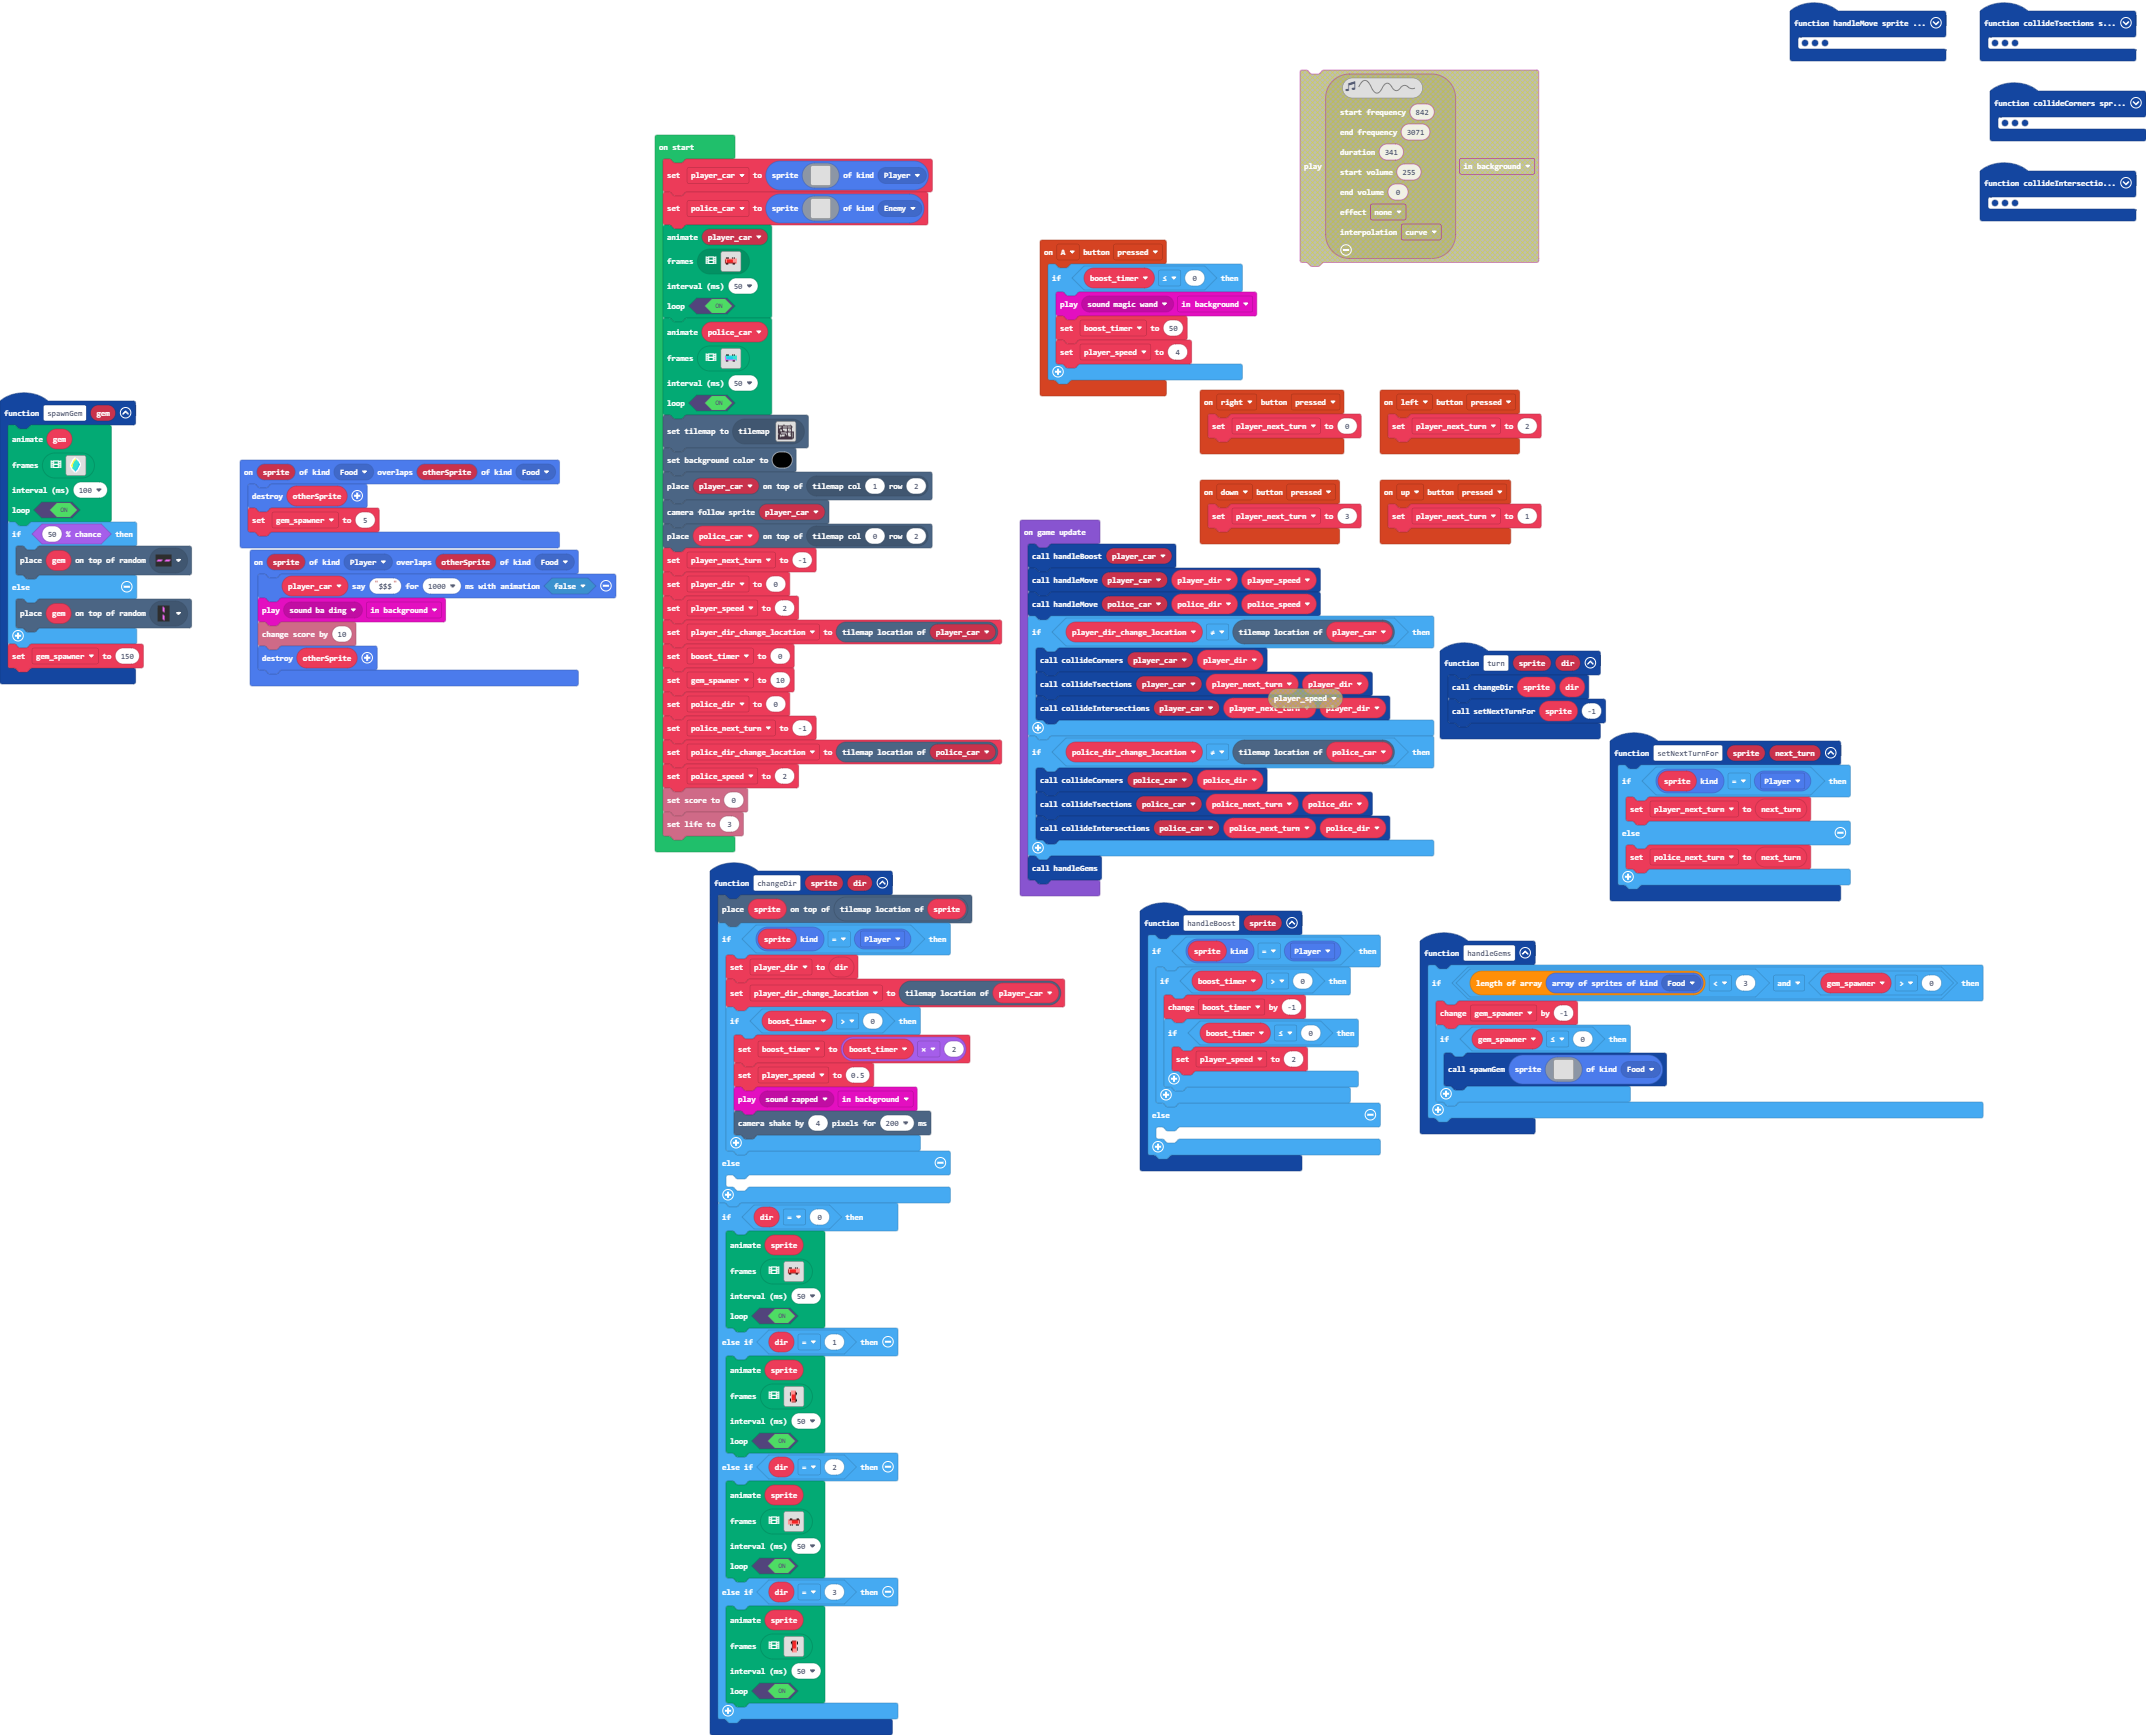 function handleMove sprite ...
function collideTsections s...
function collideCorners spr...
function collideIntersectio...
play
start frequency 842
end frequency 3071
duration 341
start volume 255
end volume 0
effect none
interpolation curve
in background
on start
set player_car to sprite of kind Player
set police_car to sprite of kind Enemy
animate player_car
frames
interval (ms) 50
loop ON
animate police_car
frames
interval (ms) 50
loop ON
set tilemap to tilemap
set background color to
place player_car on top of tilemap col 1 row 2
camera follow sprite player_car
place police_car on top of tilemap col 0 row 2
set player_next_turn to -1
set player_dir to 0
set player_speed to 2
set player_dir_change_location to tilemap location of player_car
set boost_timer to 0
set gem_spawner to 10
set police_dir to 0
set police_next_turn to -1
set police_dir_change_location to tilemap location of police_car
set police_speed to 2
set score to 0
set life to 3
on A button pressed
if boost_timer ≤ 0 then
play sound magic wand in background
set boost_timer to 50
set player_speed to 4
on right button pressed
set player_next_turn to 0
on left button pressed
set player_next_turn to 2
on down button pressed
set player_next_turn to 3
on up button pressed
set player_next_turn to 1
function spawnGem gem
animate gem
frames
interval (ms) 100
loop ON
if 50 % chance then
place gem on top of random
else
place gem on top of random
set gem_spawner to 150
on sprite of kind Food overlaps otherSprite of kind Food
destroy otherSprite
set gem_spawner to 5
on sprite of kind Player overlaps otherSprite of kind Food
player_car say "$$$" for 1000 ms with animation false
play sound ba ding in background
change score by 10
destroy otherSprite
on game update
call handleBoost player_car
call handleMove player_car player_dir player_speed
call handleMove police_car police_dir police_speed
if player_dir_change_location ≠ tilemap location of player_car then
call collideCorners player_car player_dir
call collideTsections player_car player_next_turn player_dir
player_speed
call collideIntersections player_car player_next_turn player_dir
if police_dir_change_location ≠ tilemap location of police_car then
call collideCorners police_car police_dir
call collideTsections police_car police_next_turn police_dir
call collideIntersections police_car police_next_turn police_dir
call handleGems
function turn sprite dir
call changeDir sprite dir
call setNextTurnFor sprite -1
function setNextTurnFor sprite next_turn
if sprite kind = Player then
set player_next_turn to next_turn
else
set police_next_turn to next_turn
function changeDir sprite dir
place sprite on top of tilemap location of sprite
if sprite kind = Player then
set player_dir to dir
set player_dir_change_location to tilemap location of player_car
if boost_timer > 0 then
set boost_timer to boost_timer × 2
set player_speed to 0.5
play sound zapped in background
camera shake by 4 pixels for 200 ms
else
if dir = 0 then
animate sprite
frames
interval (ms) 50
loop ON
else if dir = 1 then
animate sprite
frames
interval (ms) 50
loop ON
else if dir = 2 then
animate sprite
frames
interval (ms) 50
loop ON
else if dir = 3 then
animate sprite
frames
interval (ms) 50
loop ON
function handleBoost sprite
if sprite kind = Player then
if boost_timer > 0 then
change boost_timer by -1
if boost_timer ≤ 0 then
set player_speed to 2
else
function handleGems
if length of array array of sprites of kind Food < 3 and gem_spawner > 0 then
change gem_spawner by -1
if gem_spawner ≤ 0 then
call spawnGem sprite of kind Food